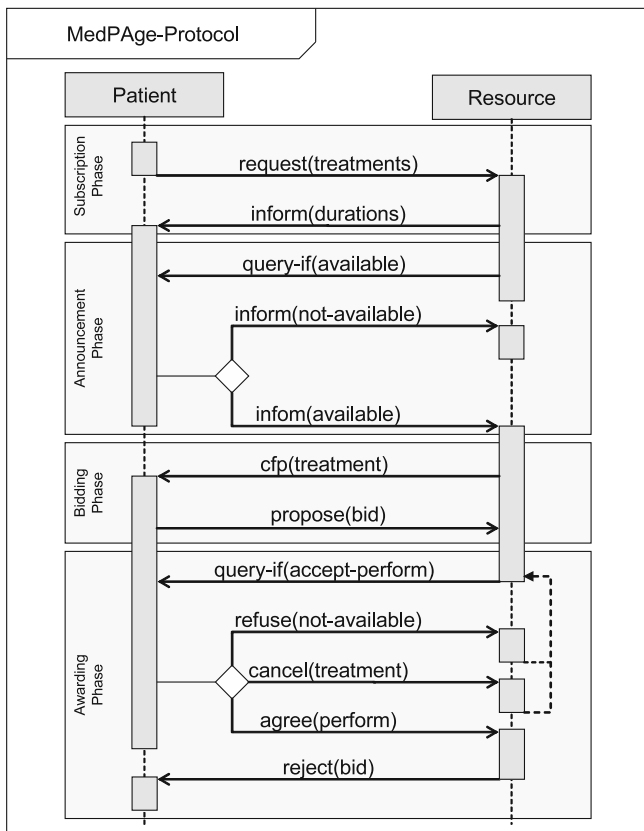 MedPAge-Protocol
Patient
Resource
Subscription
Phase
request(treatments)
inform(durations)
Announcement
Phase
query-if(available)
inform(not-available)
infom(available)
Bidding
Phase
cfp(treatment)
propose(bid)
Awarding
Phase
query-if(accept-perform)
refuse(not-available)
cancel(treatment)
agree(perform)
reject(bid)